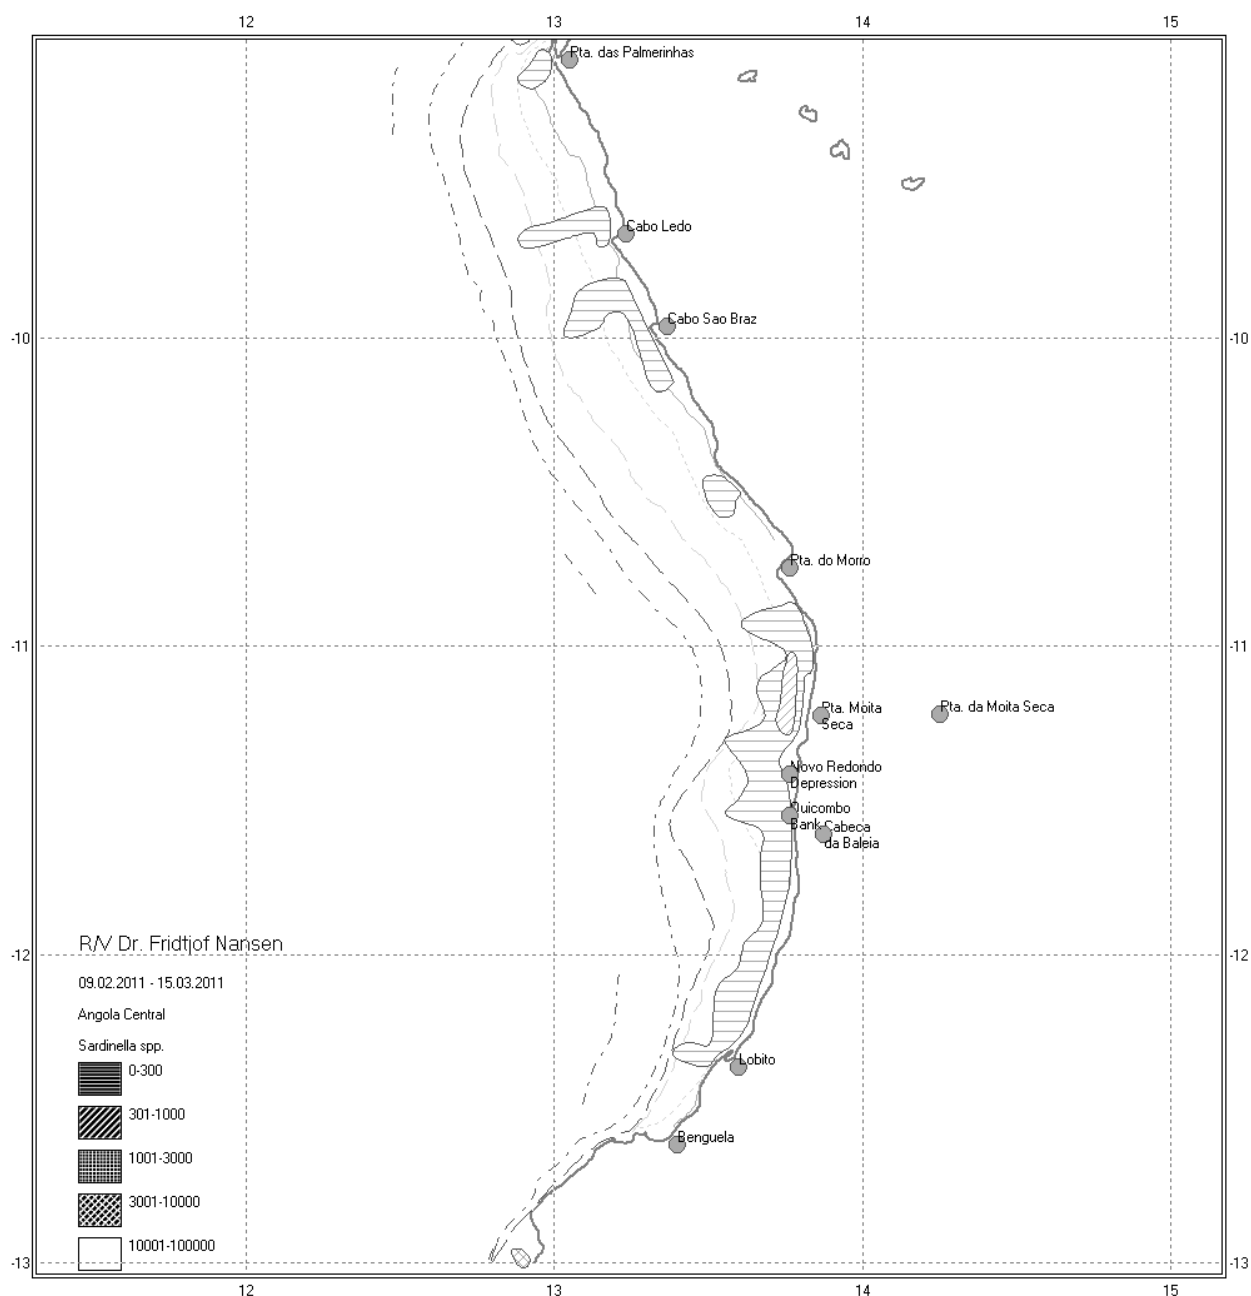 12 13 14 15
Pta. das Palmerinhas
Cabo Ledo
Cabo Sao Braz
-10 -10
Pta. do Morro
-11 -11
Pta. Moita
Seca
Pta. da Moita Seca
Novo Redondo
Depression
Quicombo
Bank
Cabeca
da Baleia
R/V Dr. Fridtjof Nansen
-12 -12
09.02.2011 - 15.03.2011
Angola Central
Sardinella spp.
0-300
Lobito
301-1000
Benguela
1001-3000
3001-10000
10001-100000
-13 -13
12 13 14 15